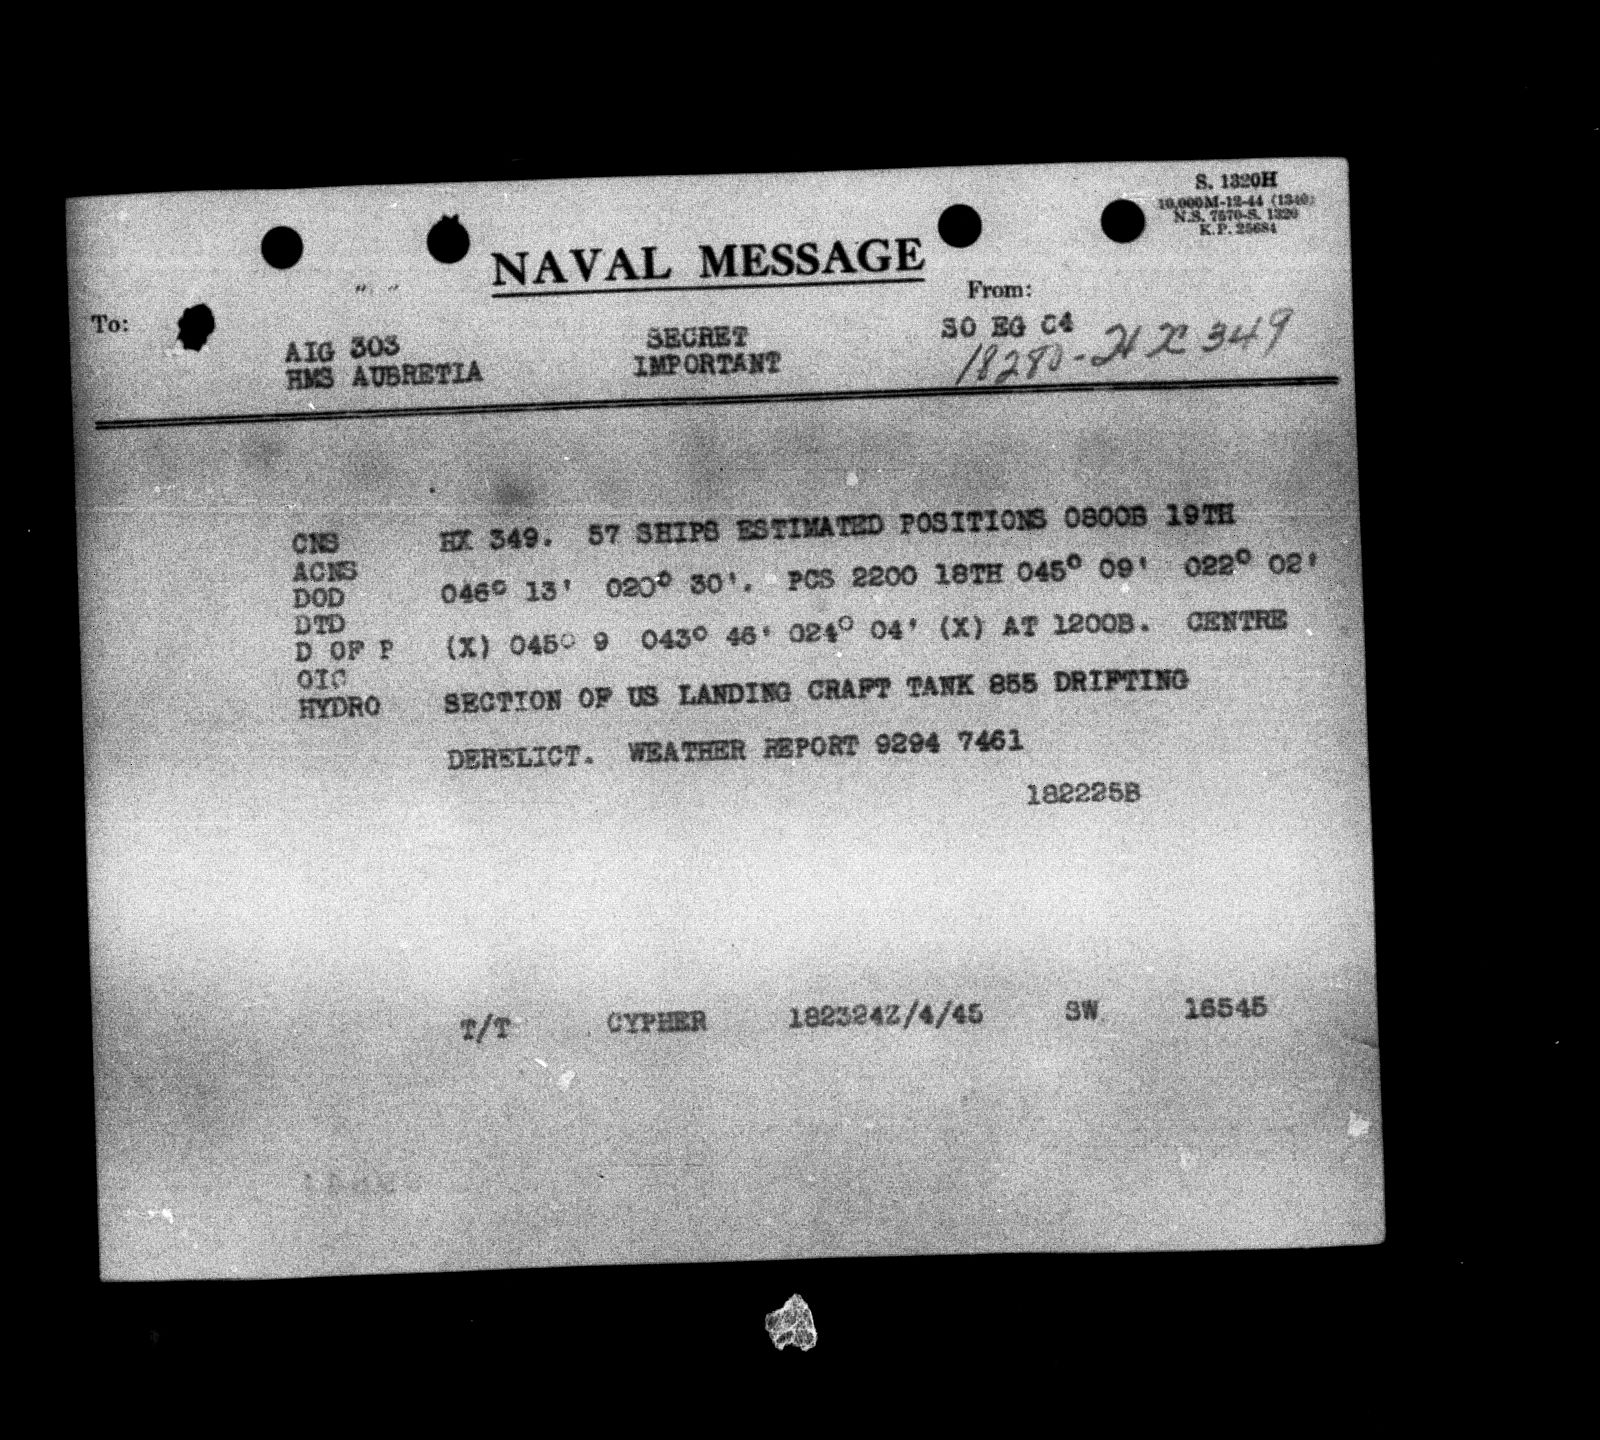 S. 1320H
10,000M-12-44 (1340)
N.S. 7570-S. 1320
K.P. 25684
NAVAL MESSAGE
To:
From:
AIG 303
HMS AUBRETIA
SECRET
IMPORTANT
SO EG C4
18280-HX 349
CNS
ACNS
DOD
DTD
D OF P
OIC
HYDRO
HX 349. 57 SHIPS ESTIMATED POSITIONS 0800B 19TH
046° 13' 020° 30'. PCS 2200 18TH 045° 09' 022° 02'
(X) 045° 9 043° 46' 024° 04' (X) AT 1200B. CENTRE
SECTION OF US LANDING CRAFT TANK 855 DRIFTING
DERELICT. WEATHER REPORT 9294 7461
182225B
T/T CYPHER 182324Z/4/45 SW. 16545